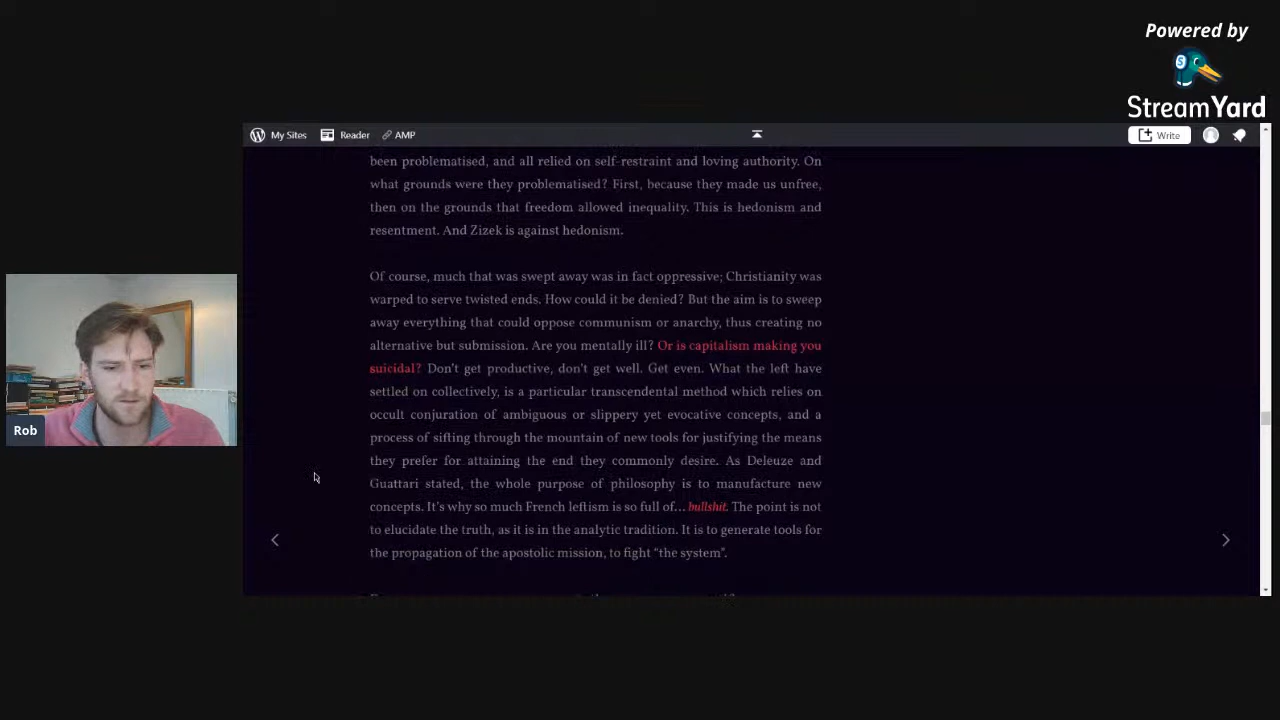 Powered by
StreamYard
My Sites Reader AMP Write
been problematised, and all relied on self-restraint and loving authority. On
what grounds were they problematised? First, because they made us unfree,
then on the grounds that freedom allowed inequality. This is hedonism and
resentment. And Zizek is against hedonism.
Of course, much that was swept away was in fact oppressive; Christianity was
warped to serve twisted ends. How could it be denied? But the aim is to sweep
away everything that could oppose communism or anarchy, thus creating no
alternative but submission. Are you mentally ill? Or is capitalism making you
suicidal? Don't get productive, don't get well. Get even. What the left have
settled on collectively, is a particular transcendental method which relies on
occult conjuration of ambiguous or slippery yet evocative concepts, and a
process of sifting through the mountain of new tools for justifying the means
they prefer for attaining the end they commonly desire. As Deleuze and
Guattari stated, the whole purpose of philosophy is to manufacture new
concepts. It's why so much French leftism is so full of… bullshit. The point is not
to elucidate the truth, as it is in the analytic tradition. It is to generate tools for
the propagation of the apostolic mission, to fight “the system”.
Rob